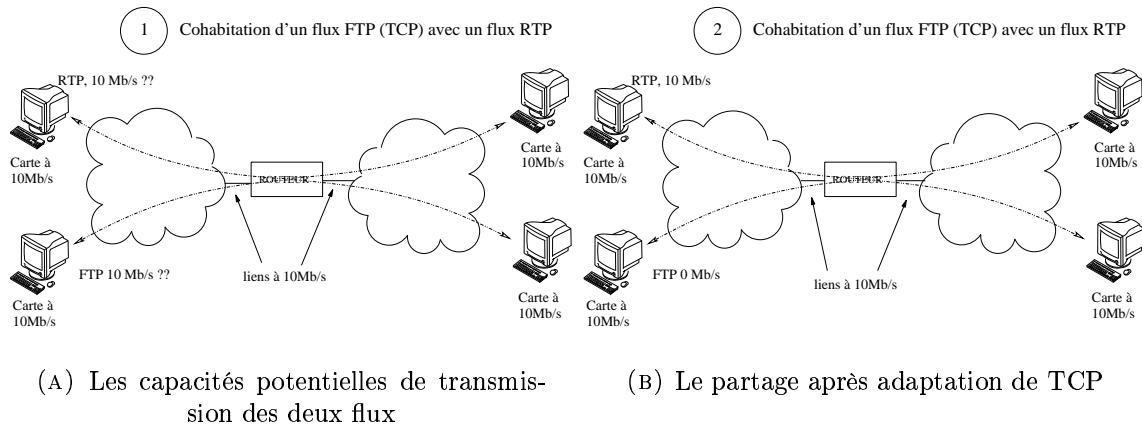 1 Cohabitation d'un flux FTP (TCP) avec un flux RTP
RTP, 10 Mb/s ??
Carte à
10Mb/s
Carte à
10Mb/s
ROUTEUR
FTP 10 Mb/s ??
liens à 10Mb/s
Carte à
10Mb/s
Carte à
10Mb/s
(A) Les capacités potentielles de transmis-
sion des deux flux
2 Cohabitation d'un flux FTP (TCP) avec un flux RTP
RTP, 10 Mb/s
Carte à
10Mb/s
Carte à
10Mb/s
ROUTEUR
FTP 0 Mb/s
liens à 10Mb/s
Carte à
10Mb/s
Carte à
10Mb/s
(B) Le partage après adaptation de TCP